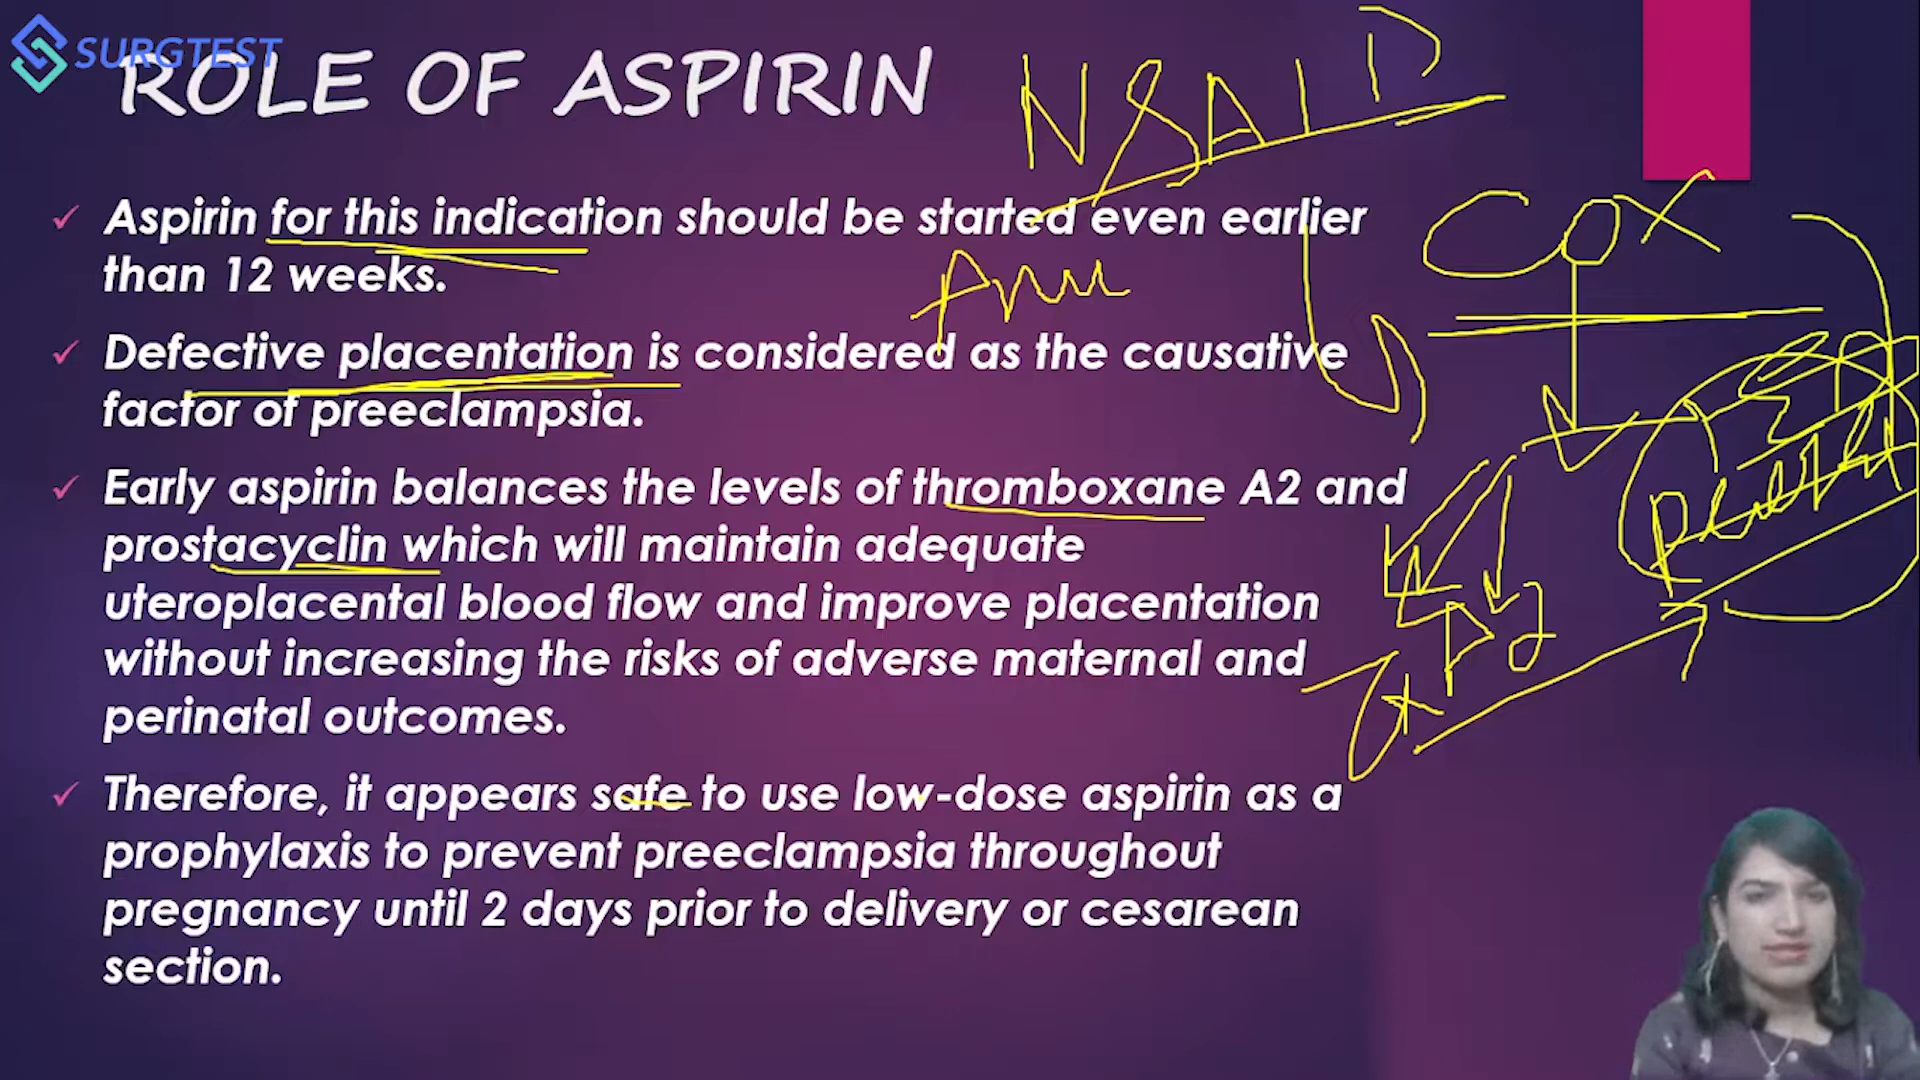 SURGTEST
ROLE OF ASPIRIN
NSAID
Aspirin for this indication should be started even earlier
than 12 weeks.
COX
Defective placentation is considered as the causative
factor of preeclampsia.
Early aspirin balances the levels of thromboxane A2 and
prostacyclin which will maintain adequate
uteroplacental blood flow and improve placentation
without increasing the risks of adverse maternal and
perinatal outcomes.
Therefore, it appears safe to use low-dose aspirin as a
prophylaxis to prevent preeclampsia throughout
pregnancy until 2 days prior to delivery or cesarean
section.